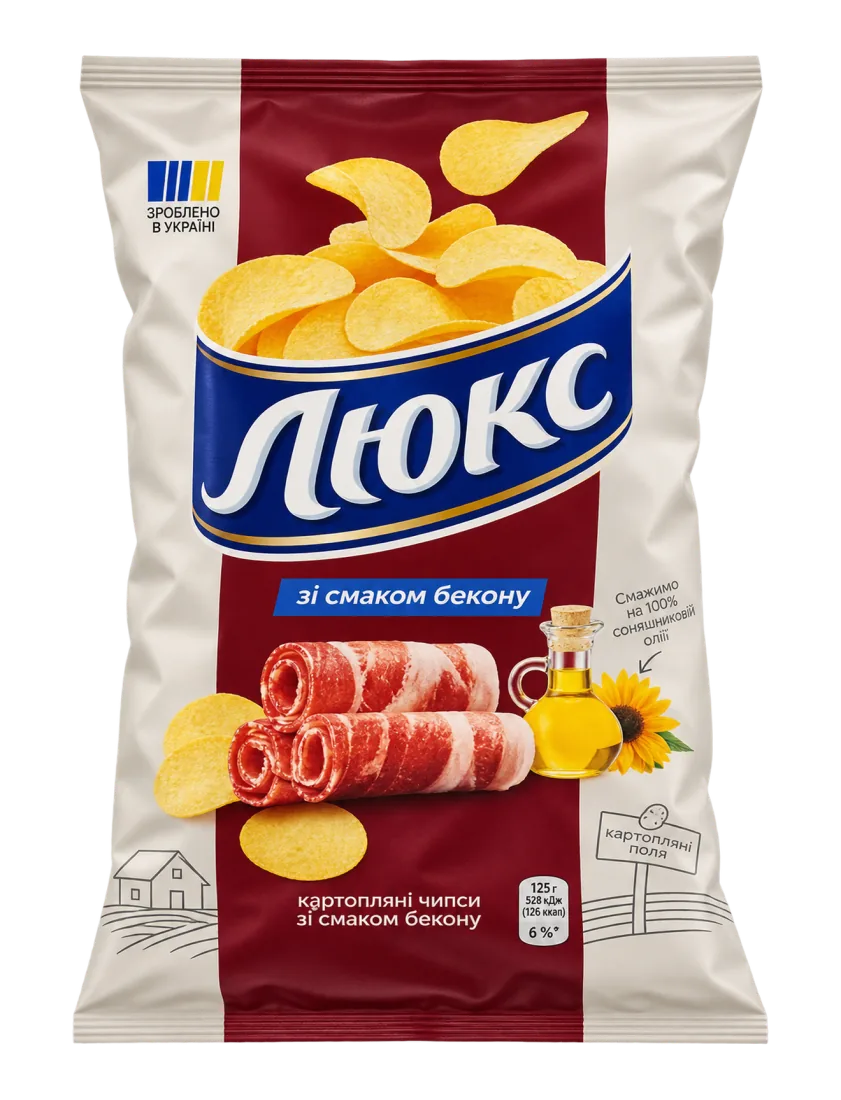 ЗРОБЛЕНО
В УКРАЇНІ
Люкс
зі смаком бекону
Смажимо
на 100%
соняшниковій
оліїі
картопляні
поля
картопляні чипси
зі смаком бекону
125 г
528 кДж
(126 ккал)
6 %*